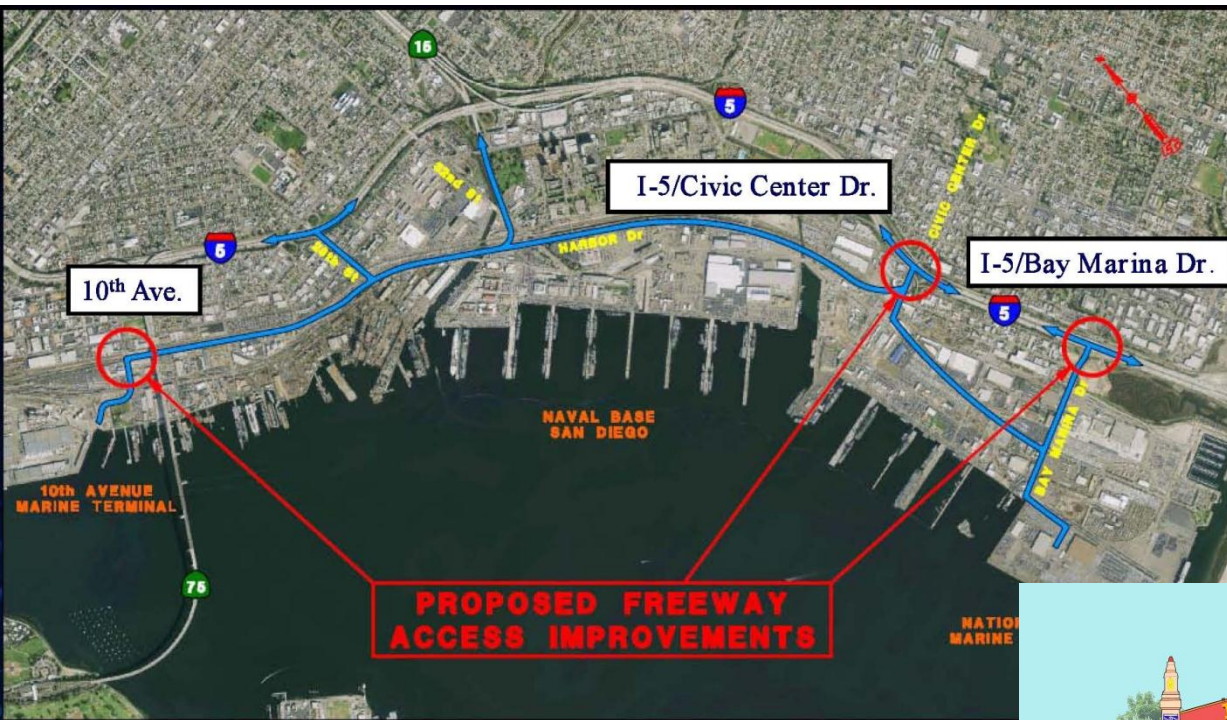 15
5
CIVIC CENTER Dr
I-5/Civic Center Dr.
32nd St
HARBOR Dr
I-5/Bay Marina Dr.
5
28th St
5
10th Ave.
BAY MARINA Dr
NAVAL BASE
SAN DIEGO
10th AVENUE
MARINE TERMINAL
75
PROPOSED FREEWAY
ACCESS IMPROVEMENTS
MARINE